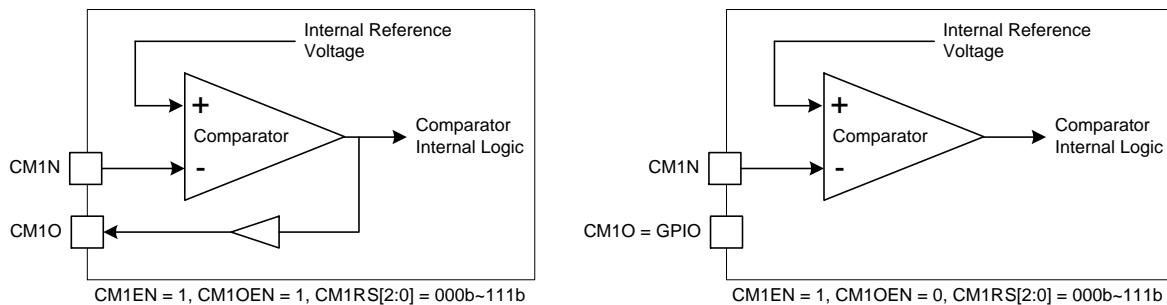 Internal Reference
Voltage
+
Comparator
-
Comparator
Internal Logic
CM1N
CM1O
CM1EN = 1, CM1OEN = 1, CM1RS[2:0] = 000b~111b
Internal Reference
Voltage
+
Comparator
-
Comparator
Internal Logic
CM1N
CM1O = GPIO
CM1EN = 1, CM1OEN = 0, CM1RS[2:0] = 000b~111b